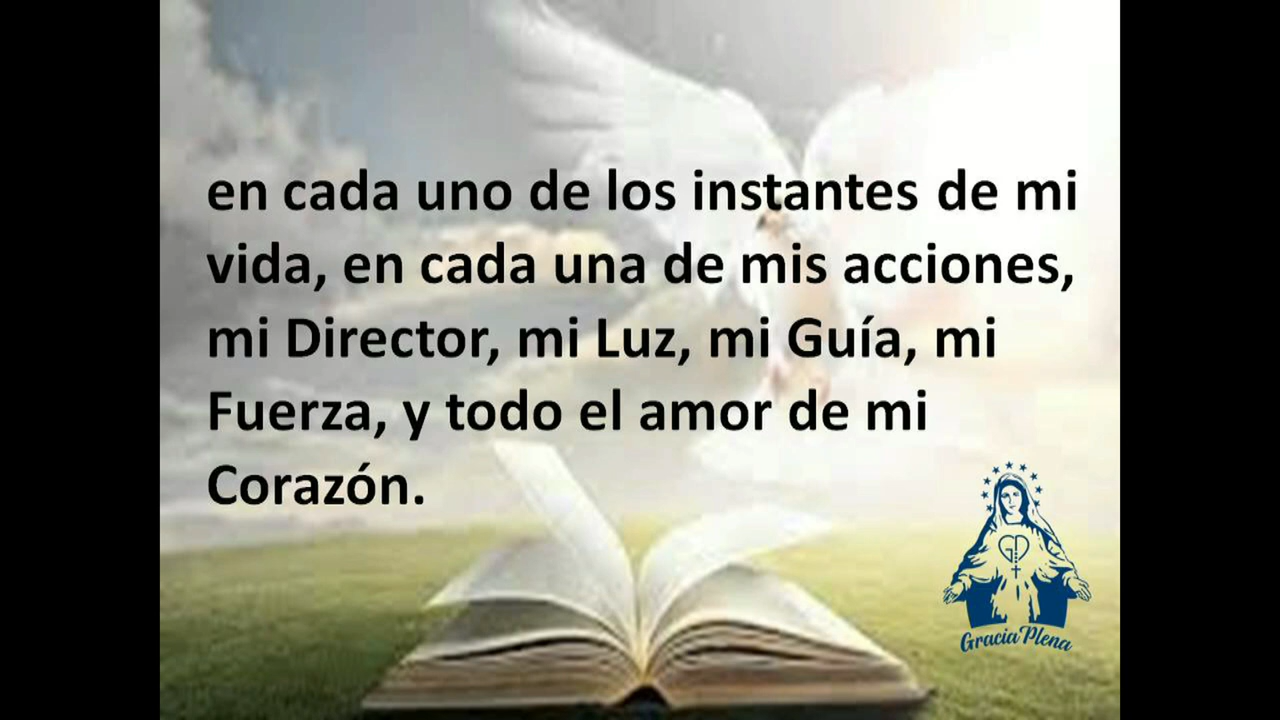 en cada uno de los instantes de mi
vida, en cada una de mis acciones,
mi Director, mi Luz, mi Guía, mi
Fuerza, y todo el amor de mi
Corazón.
Gracia Plena